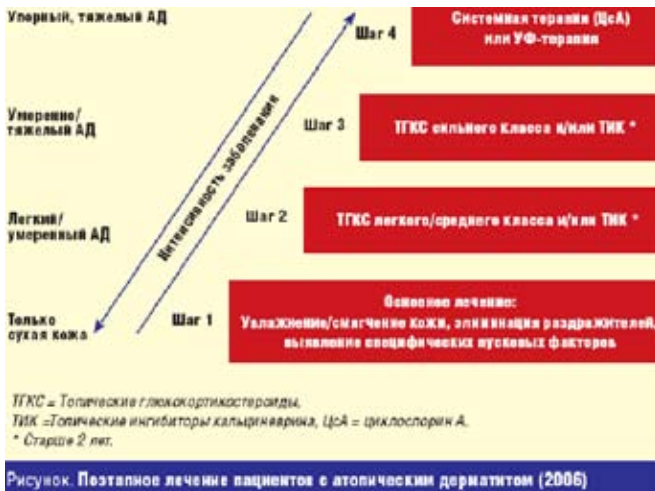 Упорный, тяжелый АД
Шаг 4
Системная терапия (ЦсА)
или УФ-терапия
Умеренно/
тяжелый АД
Шаг 3
ТГКС сильного класса и/или ТИК *
Интенсивность заболевания
Легкий/
умеренный АД
Шаг 2
ТГКС легкого/среднего класса и/или ТИК *
Только
сухая кожа
Шаг 1
Основное лечение:
Увлажнение/смягчение кожи, элиминация раздражителей,
выявление специфических пусковых факторов
ТГКС = Топические глюкокортикостероиды,
ТИК =Топические ингибиторы кальциневрина, ЦсА = циклоспорин А.
* Старше 2 лет.
Рисунок. Поэтапное лечение пациентов с атопическим дерматитом (2006)